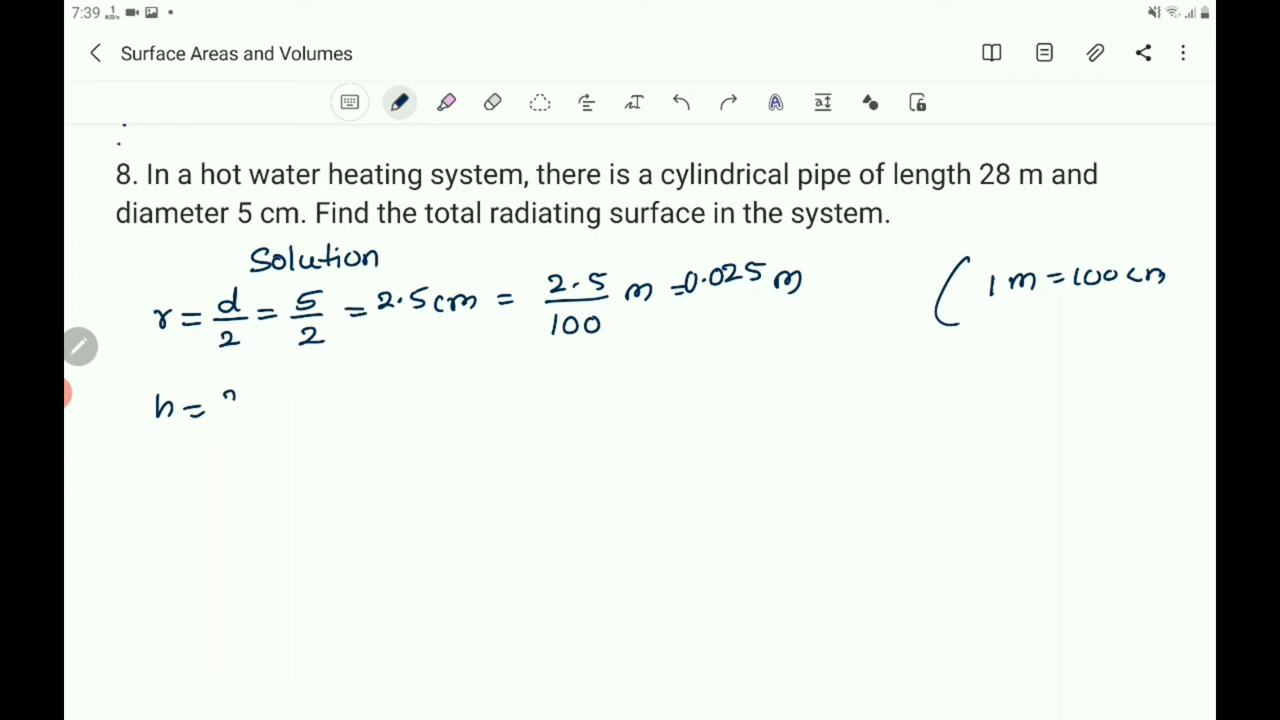 7:39 1 KB/s
Surface Areas and Volumes
8. In a hot water heating system, there is a cylindrical pipe of length 28 m and
diameter 5 cm. Find the total radiating surface in the system.
Solution
r = d/2 = 5/2 = 2.5 cm = 2.5/100 m = 0.025 m ( 1 m = 100 cm
h =